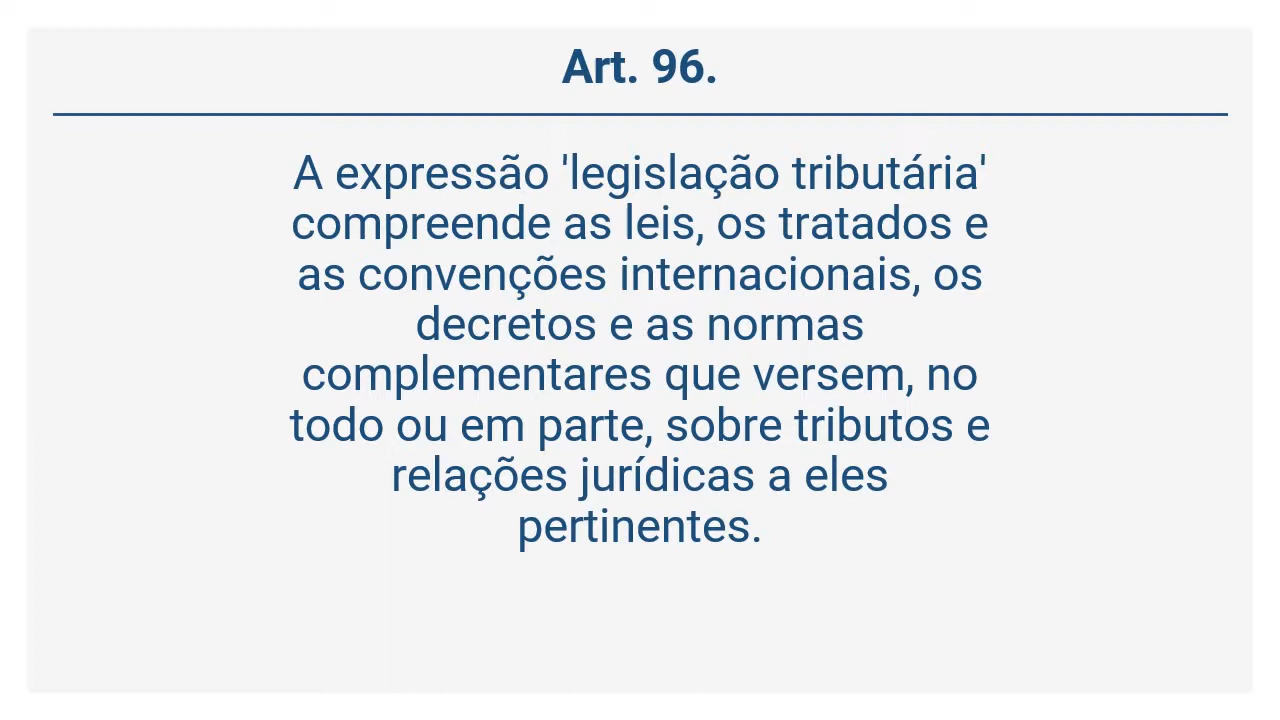 Art. 96.
A expressão 'legislação tributária'
compreende as leis, os tratados e
as convenções internacionais, os
decretos e as normas
complementares que versem, no
todo ou em parte, sobre tributos e
relações jurídicas a eles
pertinentes.